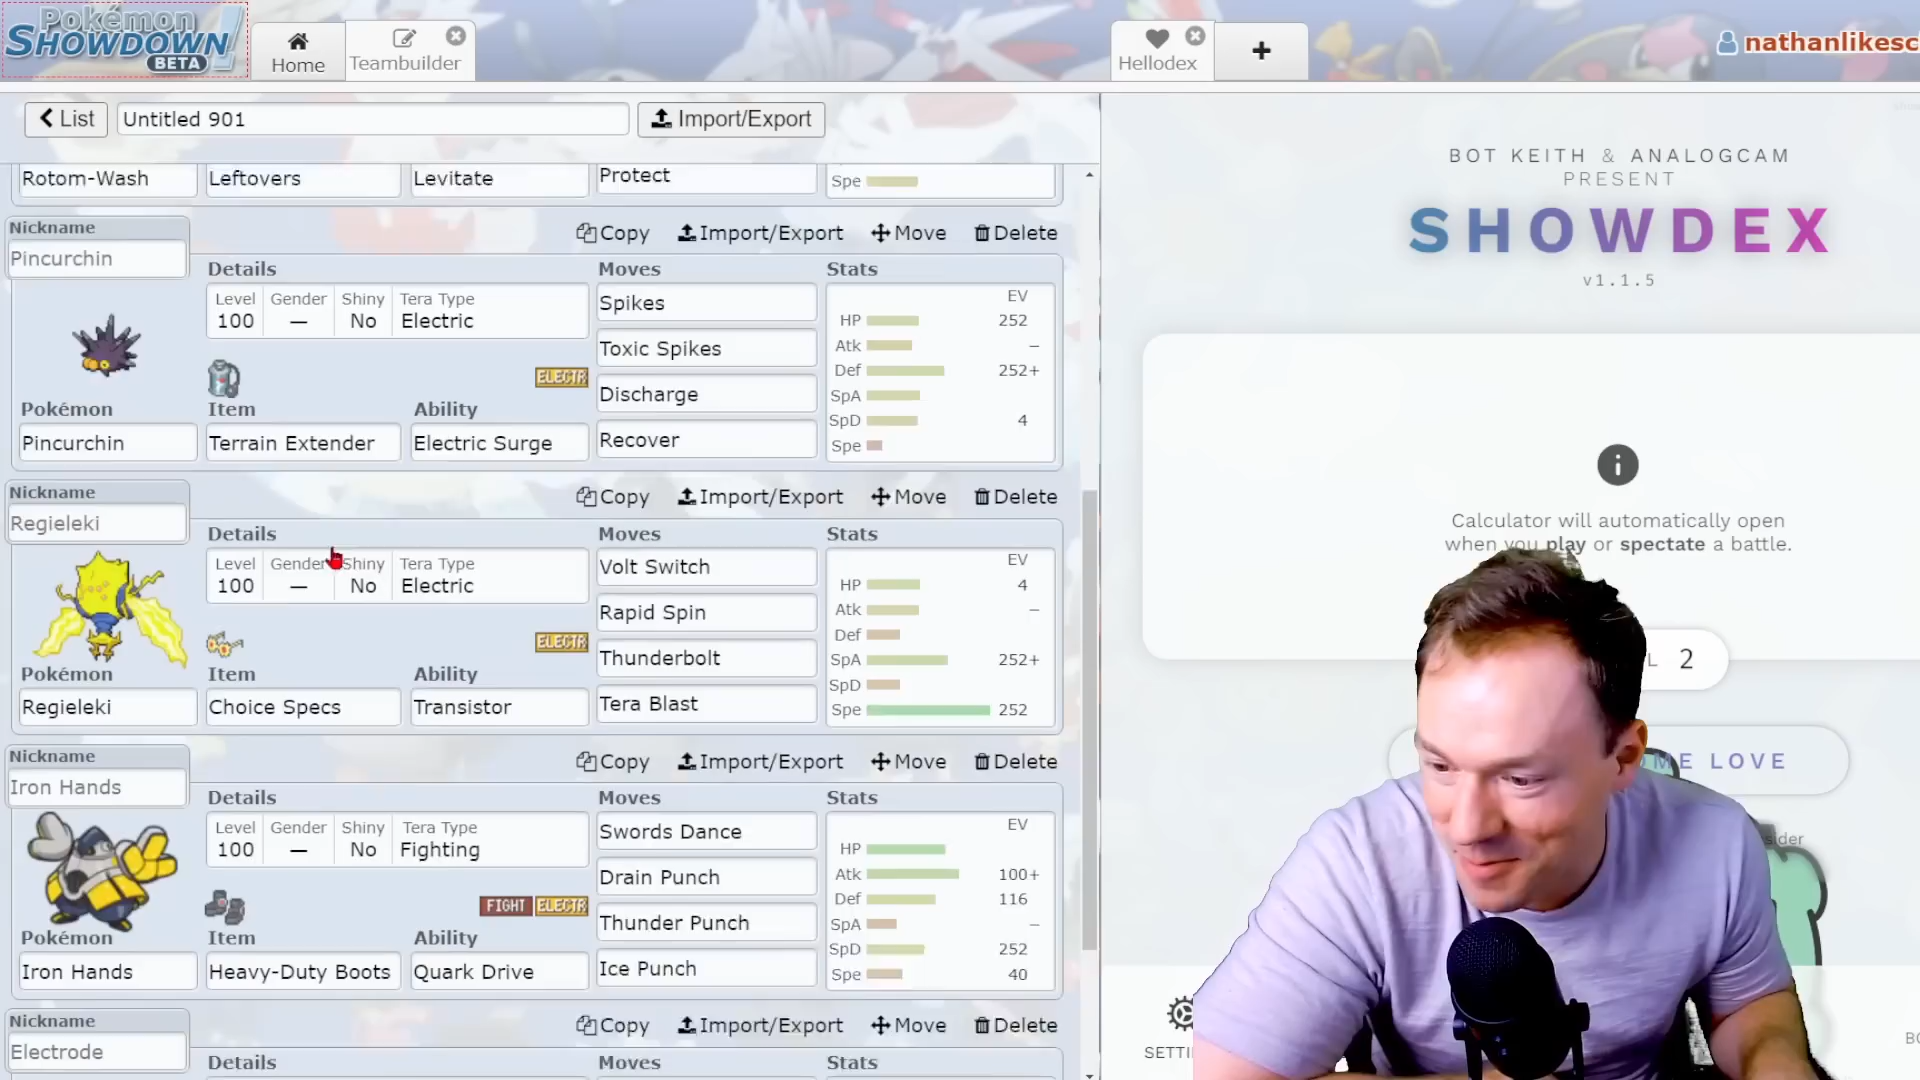 Pokémon
SHOWDOWN!
BETA
Home
Teambuilder
Hellodex
+
nathanlikesc
List
Untitled 901
Import/Export
Rotom-Wash
Leftovers
Levitate
Protect
Spe
Nickname
Pincurchin
Copy Import/Export Move Delete
Details
Moves
Stats
Level Gender Shiny Tera Type
100 — No Electric
ELECTR
Pokémon Item Ability
Pincurchin Terrain Extender Electric Surge
Spikes
Toxic Spikes
Discharge
Recover
EV
HP 252
Atk –
Def 252+
SpA
SpD 4
Spe
Nickname
Regieleki
Copy Import/Export Move Delete
Details
Moves
Stats
Level Gender Shiny Tera Type
100 — No Electric
ELECTR
Pokémon Item Ability
Regieleki Choice Specs Transistor
Volt Switch
Rapid Spin
Thunderbolt
Tera Blast
EV
HP 4
Atk –
Def
SpA 252+
SpD
Spe 252
Nickname
Iron Hands
Copy Import/Export Move Delete
Details
Moves
Stats
Level Gender Shiny Tera Type
100 — No Fighting
FIGHT ELECTR
Pokémon Item Ability
Iron Hands Heavy-Duty Boots Quark Drive
Swords Dance
Drain Punch
Thunder Punch
Ice Punch
EV
HP
Atk 100+
Def 116
SpA –
SpD 252
Spe 40
Nickname
Electrode
Copy Import/Export Move Delete
Details
Moves
Stats
BOT KEITH & ANALOGCAM
PRESENT
SHOWDEX
v1.1.5
Calculator will automatically open
when you play or spectate a battle.
L 2
ME LOVE
sider
SETTI